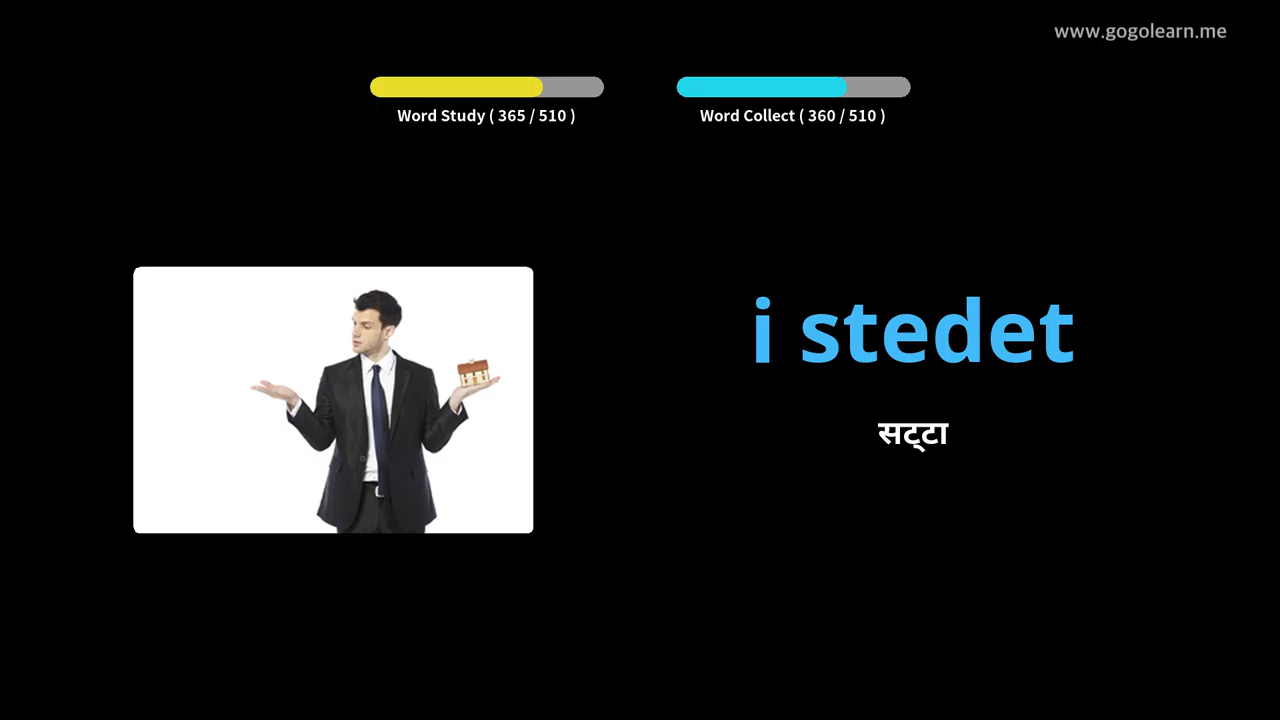 www.gogolearn.me
Word Study ( 365 / 510 )
Word Collect ( 360 / 510 )
i stedet
सट्टा